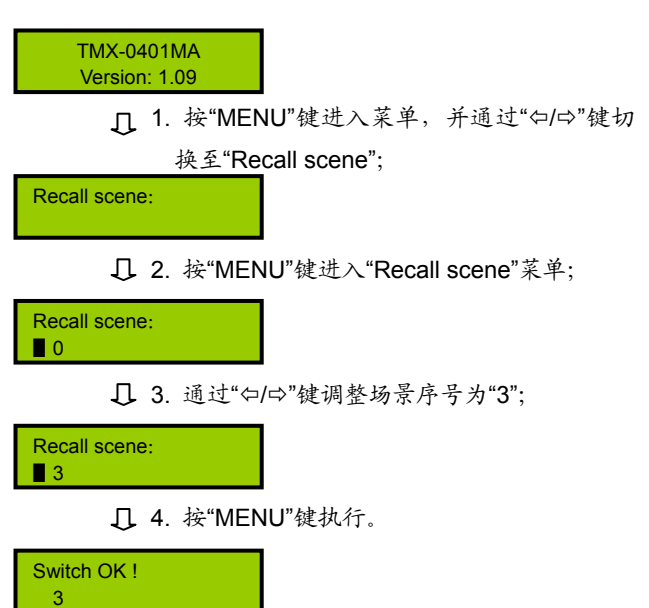 TMX-0401MA
Version: 1.09
1. 按“MENU”键进入菜单，并通过“⇦/⇨”键切
换至“Recall scene”;
Recall scene:
2. 按“MENU”键进入“Recall scene”菜单;
Recall scene:
█ 0
3. 通过“⇦/⇨”键调整场景序号为“3”;
Recall scene:
█ 3
4. 按“MENU”键执行。
Switch OK !
3